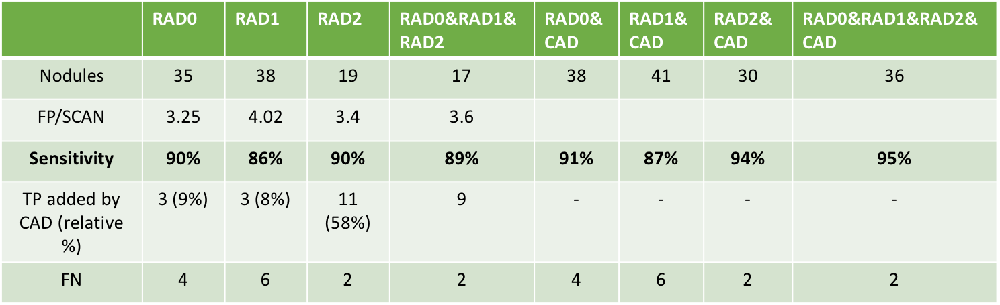 RAD0 RAD1 RAD2 RAD0&RAD1& RAD0& RAD1& RAD2& RAD0&RAD1&RAD2&
RAD2 CAD CAD CAD CAD
Nodules 35 38 19 17 38 41 30 36
FP/SCAN 3.25 4.02 3.4 3.6
Sensitivity 90% 86% 90% 89% 91% 87% 94% 95%
TP added by 3 (9%) 3 (8%) 11 9 - - - -
CAD (relative (58%)
%)
FN 4 6 2 2 4 6 2 2